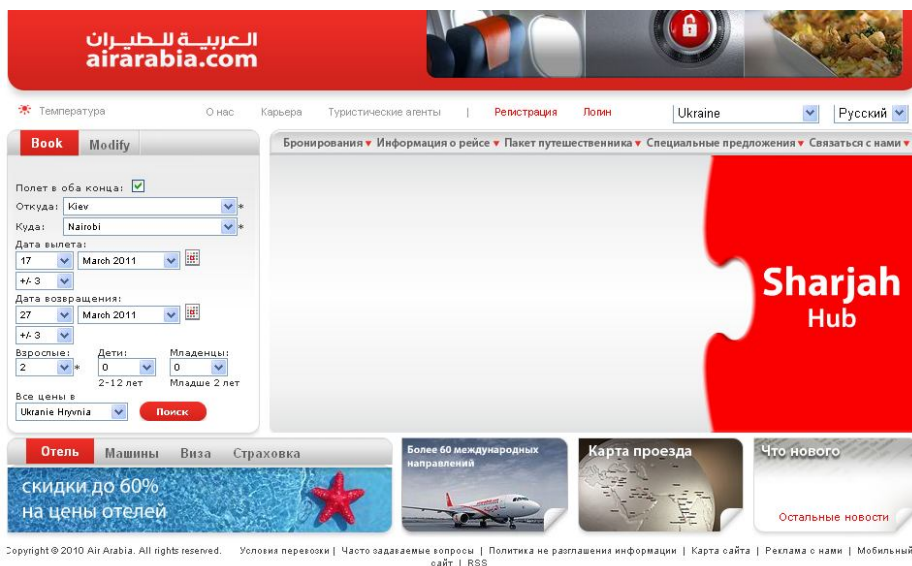 العربية للطيران
airarabia.com
Температура О нас Карьера Туристические агенты | Регистрация Логин Ukraine Русский
Book Modify
Бронирования Информация о рейсе Пакет путешественника Специальные предложения Связаться с нами
Полет в оба конца:
Откуда: Kiev *
Куда: Nairobi *
Дата вылета:
17 March 2011
+/- 3
Дата возвращения:
27 March 2011
+/- 3
Взрослые: Дети: Младенцы:
2 * 0 0
2-12 лет Младше 2 лет
Все цены в
Ukranie Hryvnia Поиск
Sharjah
Hub
Отель Машины Виза Страховка
скидки до 60%
на цены отелей
Более 60 международных
направлений
Карта проезда
Что нового
Остальные новости
Copyright © 2010 Air Arabia. All rights reserved. Условия перевозки | Часто задаваемые вопросы | Политика не разглашения информации | Карта сайта | Реклама с нами | Мобильный
сайт | RSS